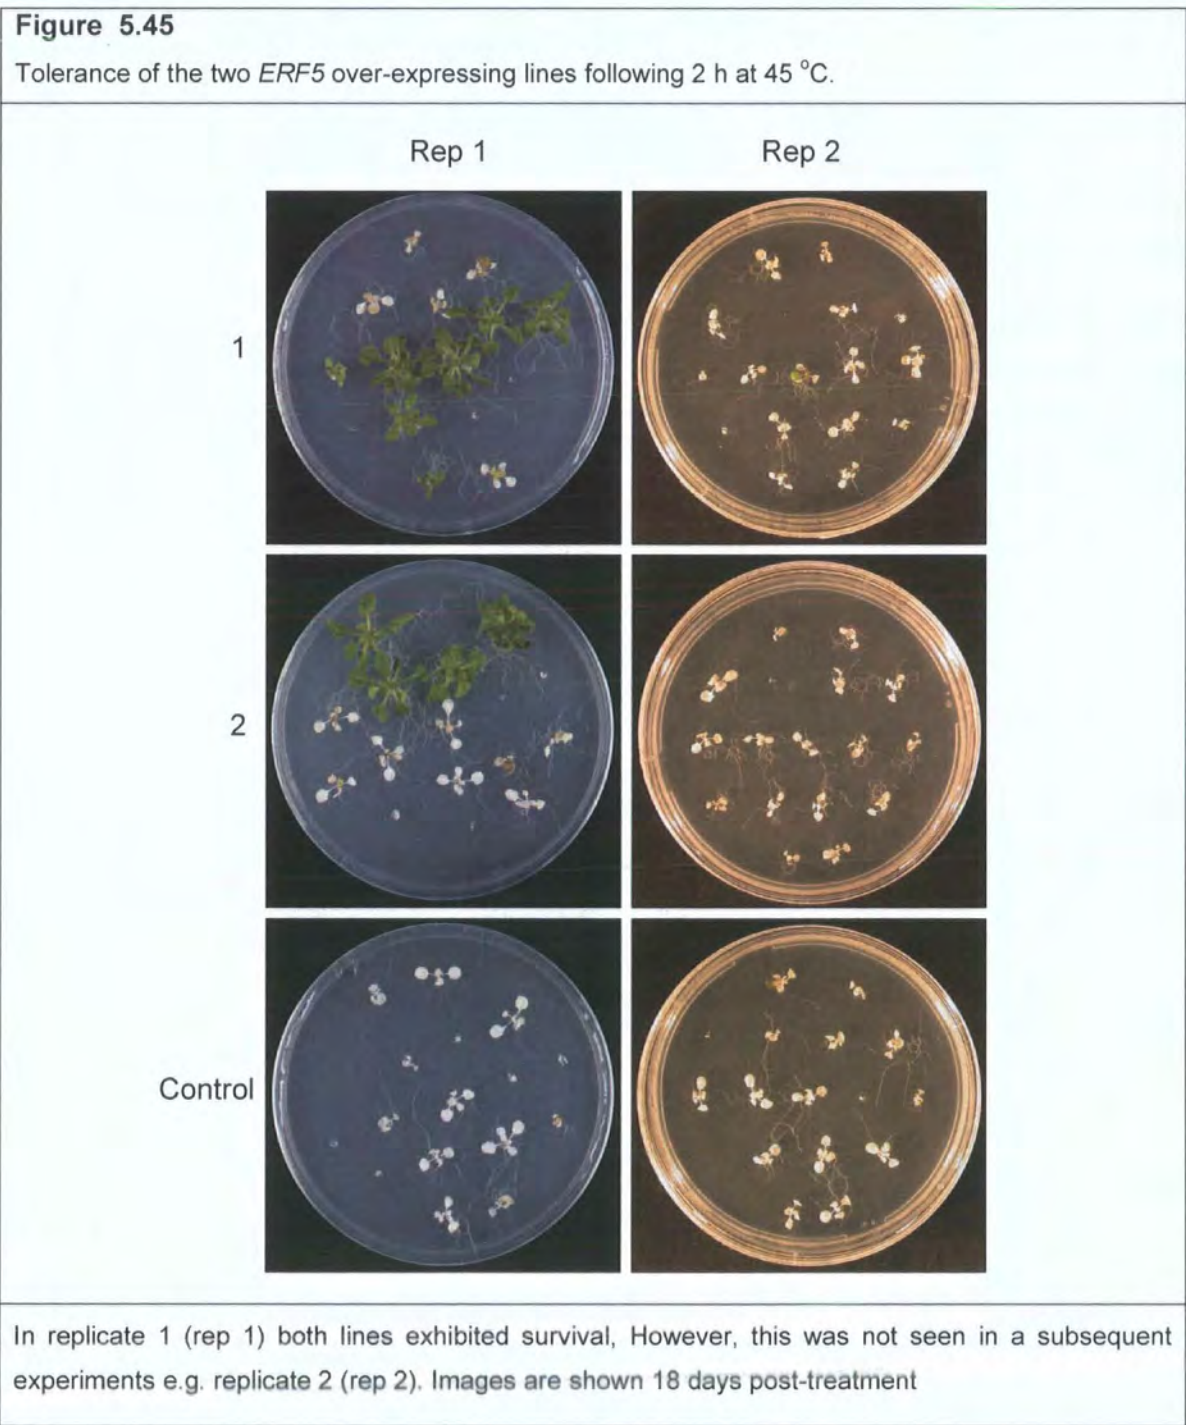 Figure 5.45
Tolerance of the two ERF5 over-expressing lines following 2 h at 45 °C.
Rep 1
Rep 2
1
2
Control
In replicate 1 (rep 1) both lines exhibited survival, However, this was not seen in a subsequent
experiments e.g. replicate 2 (rep 2). Images are shown 18 days post-treatment